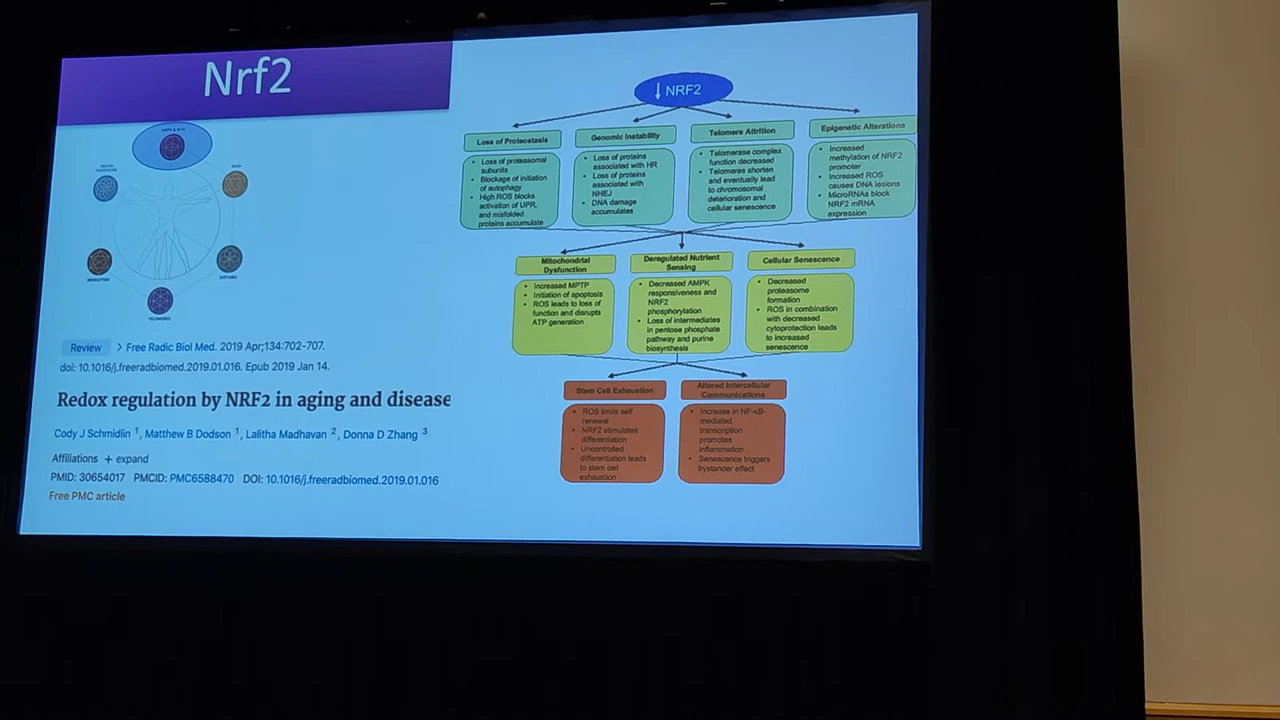 Nrf2
TELOMERES
Review
> Free Radic Biol Med. 2019 Apr;134:702-707.
doi: 10.1016/j.freeradbiomed.2019.01.016. Epub 2019 Jan 14.
Redox regulation by NRF2 in aging and disease
Cody J Schmidlin 1, Matthew B Dodson 1, Lalitha Madhavan 2, Donna D Zhang 3
Affiliations + expand
PMID: 30654017 PMCID: PMC6588470 DOI: 10.1016/j.freeradbiomed.2019.01.016
Free PMC article
↓ NRF2
Loss of Proteostasis
• Loss of proteasomal
subunits
• Blockage of initiation
of autophagy
• High ROS blocks
activation of UPR,
and misfolded
proteins accumulate
Genomic Instability
• Loss of proteins
associated with HR
• Loss of proteins
associated with
NHEJ
• DNA damage
accumulates
Telomere Attrition
• Telomerase complex
function decreased
• Telomeres shorten
and eventually lead
to chromosomal
deterioration and
cellular senescence
Epigenetic Alterations
• Increased
methylation of NRF2
promoter
• Increased ROS
causes DNA lesions
• MicroRNAs block
NRF2 mRNA
expression
Mitochondrial
Dysfunction
• Increased MPTP
• Initiation of apoptosis
• ROS leads to loss of
function and disrupts
ATP generation
Deregulated Nutrient
Sensing
• Decreased AMPK
responsiveness and
NRF2
phosphorylation
• Loss of intermediates
in pentose phosphate
pathway and purine
biosynthesis
Cellular Senescence
• Decreased
proteasome
formation
• ROS in combination
with decreased
cytoprotection leads
to increased
senescence
Stem Cell Exhaustion
• ROS limits self
renewal
• NRF2 stimulates
differentiation
• Uncontrolled
differentiation leads
to stem cell
exhaustion
Altered Intercellular
Communications
• Increase in NF-κB-
mediated
transcription
promotes
inflammation
• Senescence triggers
bystander effect